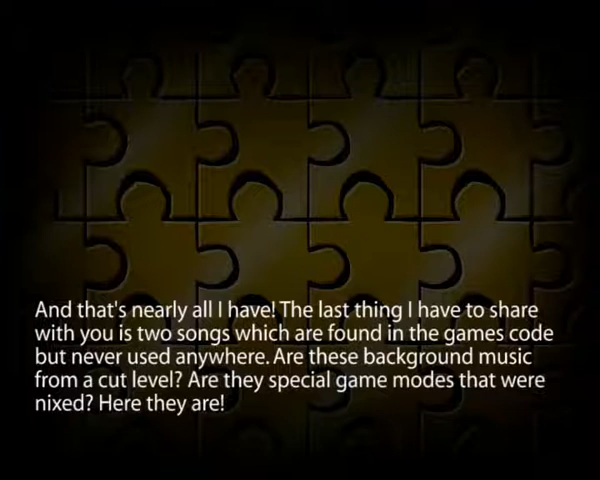 And that's nearly all I have! The last thing I have to share
with you is two songs which are found in the games code
but never used anywhere. Are these background music
from a cut level? Are they special game modes that were
nixed? Here they are!